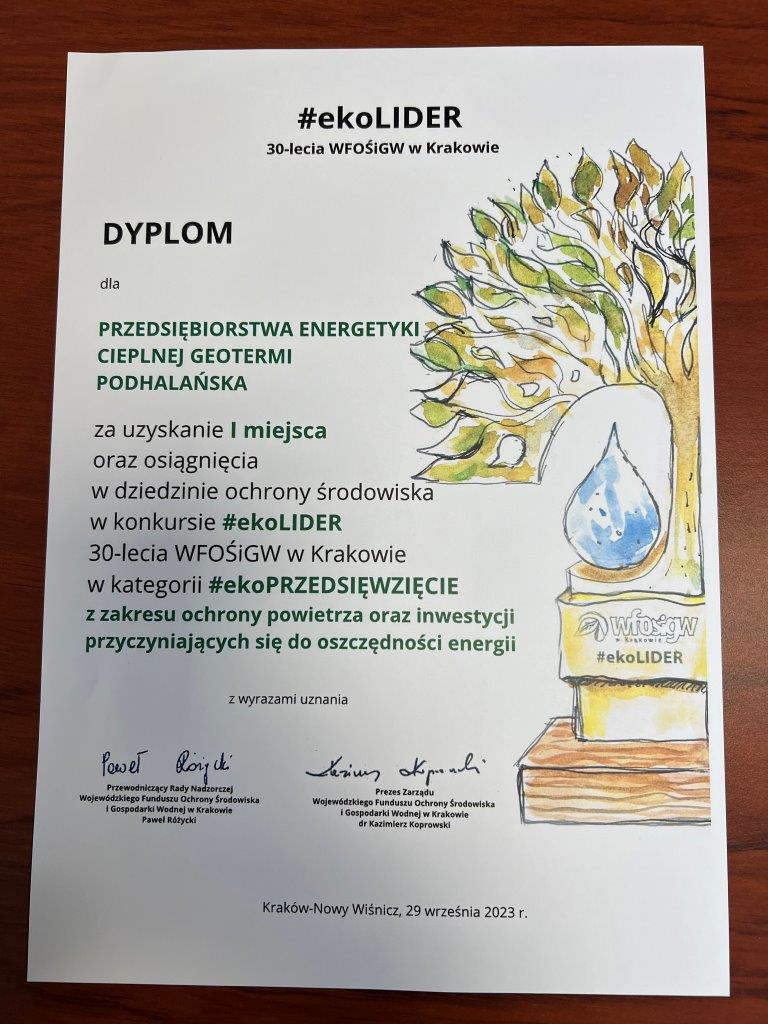 #ekoLIDER
30-lecia WFOŚiGW w Krakowie
DYPLOM
dla
PRZEDSIĘBIORSTWA ENERGETYKI
CIEPLNEJ GEOTERMI
PODHALAŃSKA
za uzyskanie I miejsca
oraz osiągnięcia
w dziedzinie ochrony środowiska
w konkursie #ekoLIDER
30-lecia WFOŚiGW w Krakowie
w kategorii #ekoPRZEDSIĘWZIĘCIE
z zakresu ochrony powietrza oraz inwestycji
przyczyniających się do oszczędności energii
wfośigw
w Krakowie
#ekoLIDER
z wyrazami uznania
Paweł Różycki
Przewodniczący Rady Nadzorczej
Wojewódzkiego Funduszu Ochrony Środowiska
i Gospodarki Wodnej w Krakowie
Paweł Różycki
Kazimierz Koprowski
Prezes Zarządu
Wojewódzkiego Funduszu Ochrony Środowiska
i Gospodarki Wodnej w Krakowie
dr Kazimierz Koprowski
Kraków-Nowy Wiśnicz, 29 września 2023 r.